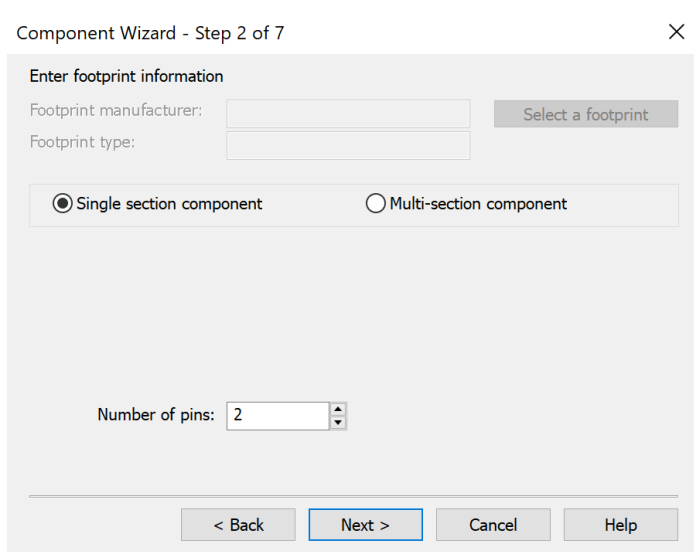 Component Wizard - Step 2 of 7
Enter footprint information
Footprint manufacturer:
Select a footprint
Footprint type:
Single section component
Multi-section component
Number of pins: 2
< Back
Next >
Cancel
Help